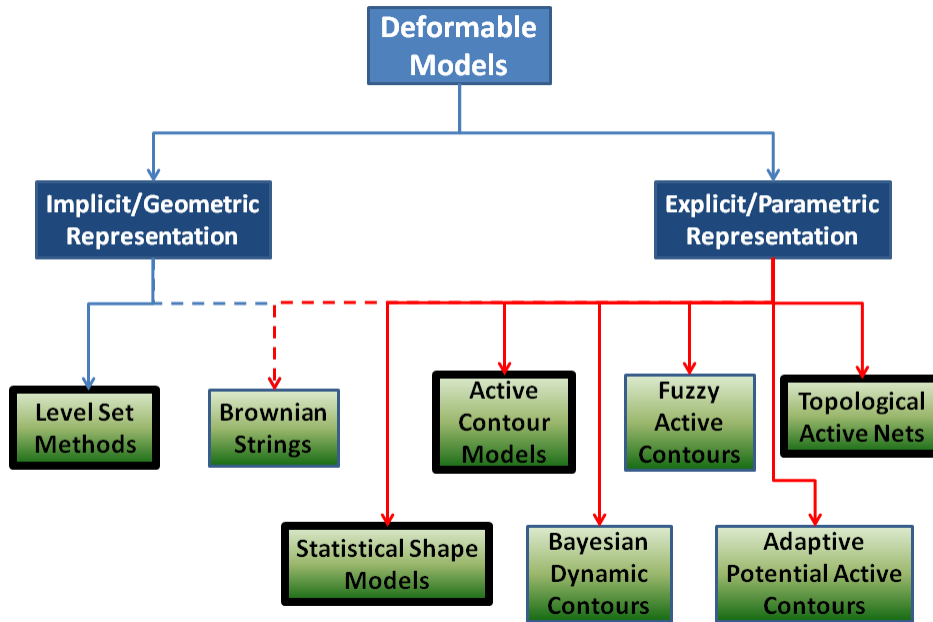 Deformable
Models
Implicit/Geometric
Representation
Explicit/Parametric
Representation
Level Set
Methods
Brownian
Strings
Active
Contour
Models
Fuzzy
Active
Contours
Topological
Active Nets
Statistical Shape
Models
Bayesian
Dynamic
Contours
Adaptive
Potential Active
Contours